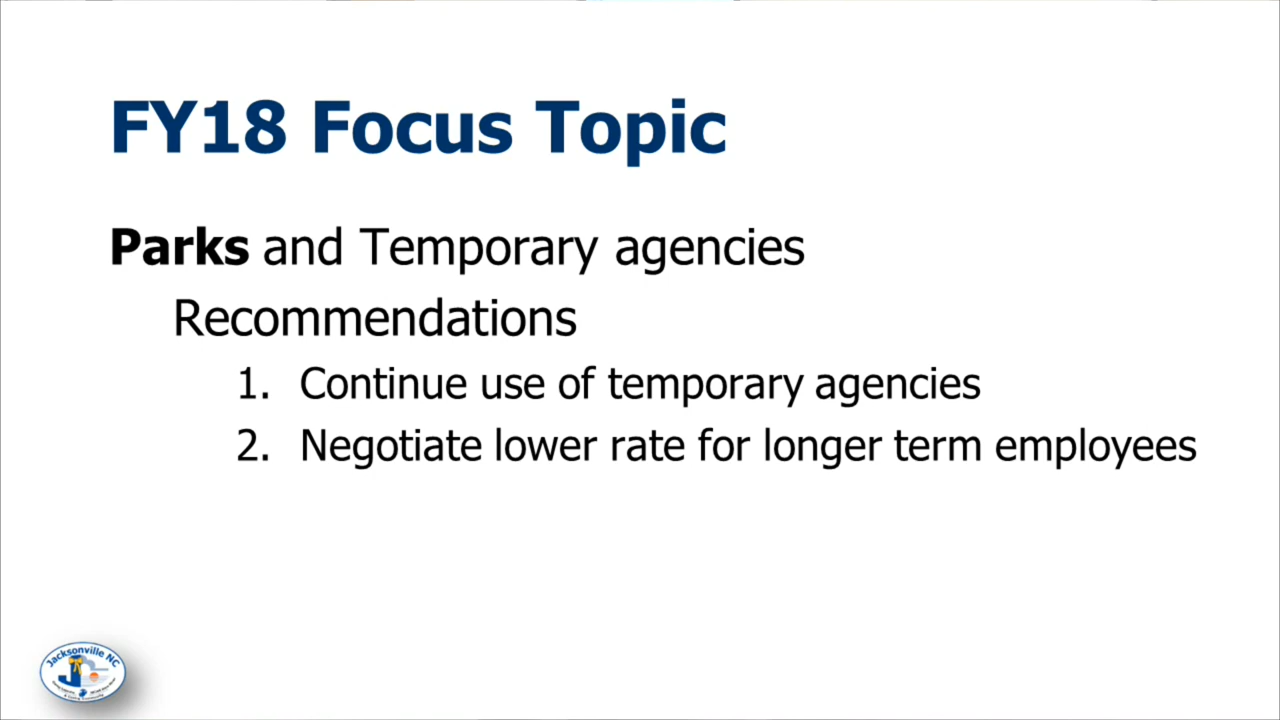 FY18 Focus Topic
Parks and Temporary agencies
Recommendations
1. Continue use of temporary agencies
2. Negotiate lower rate for longer term employees
Jacksonville NC